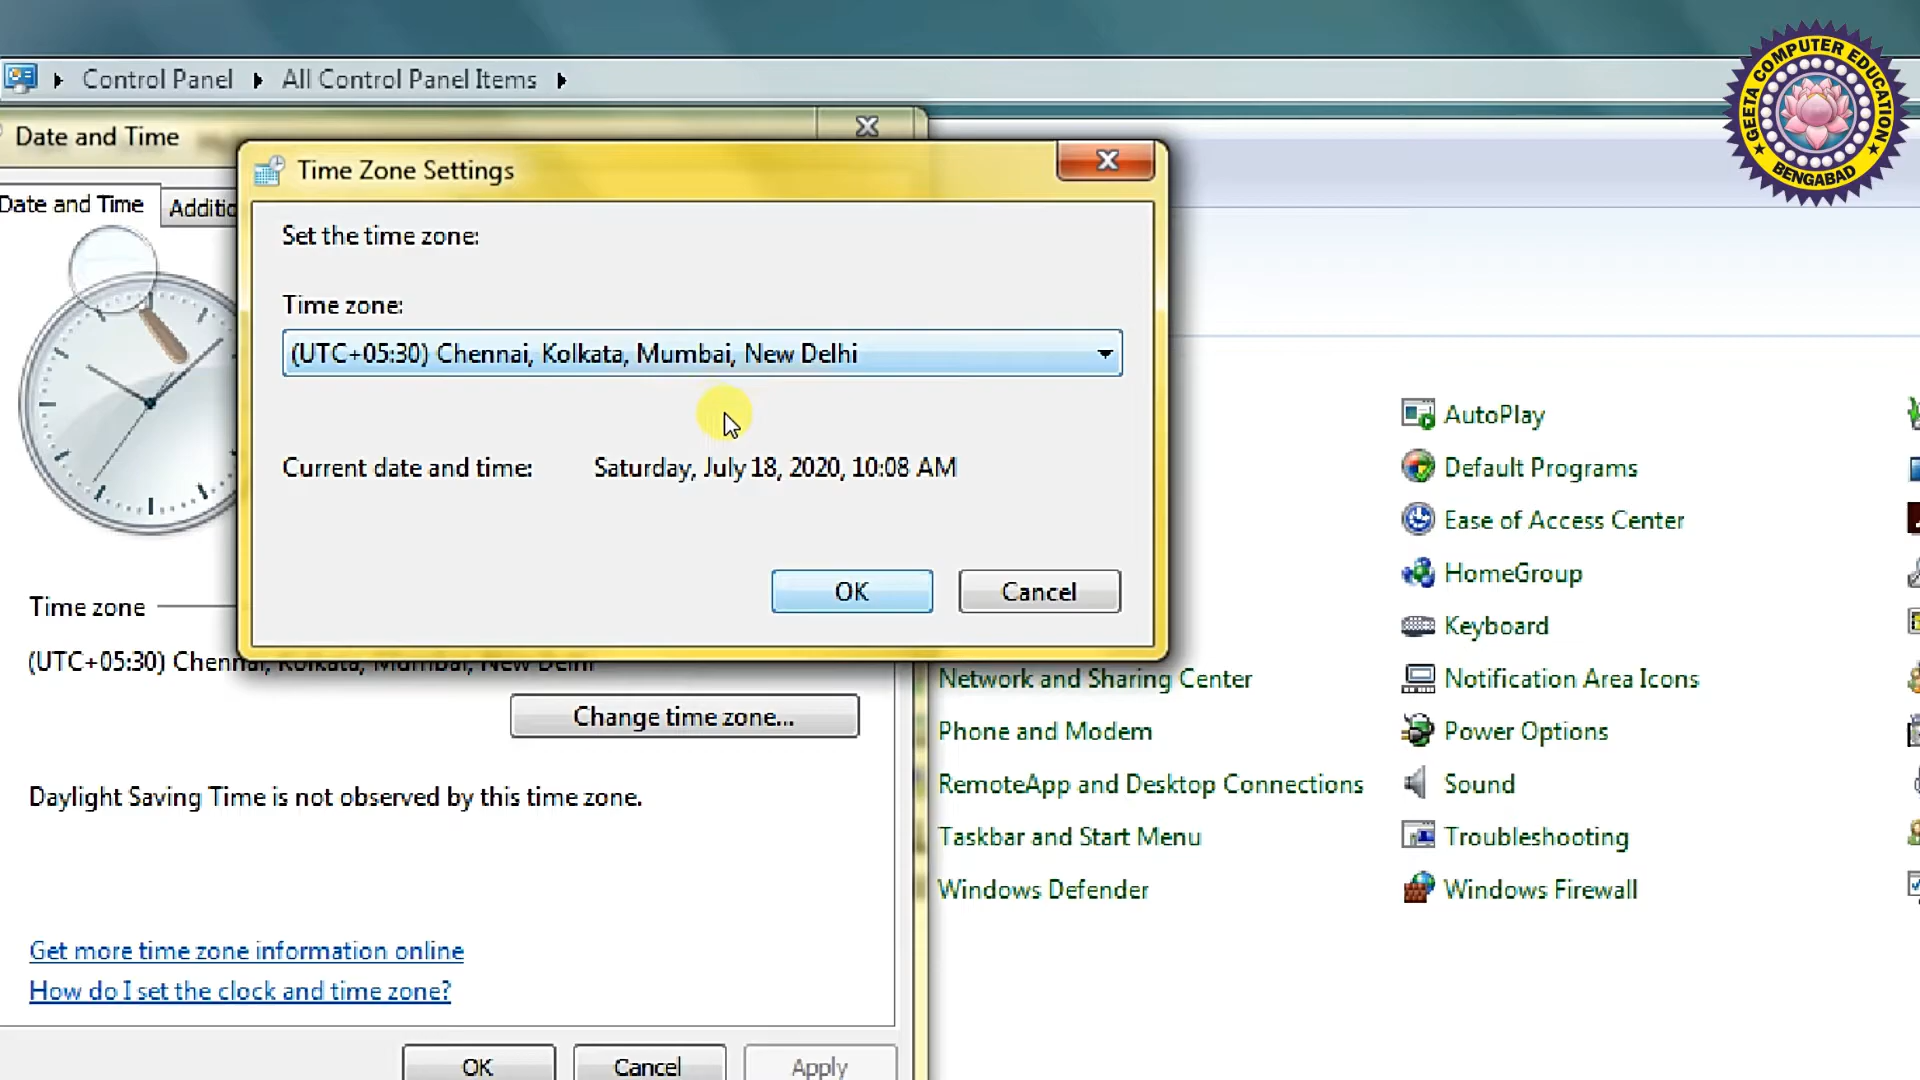 Control Panel
All Control Panel Items
GEETA COMPUTER EDUCATION
BENGABAD
Date and Time
Date and Time
Additio
Time Zone Settings
Set the time zone:
Time zone:
(UTC+05:30) Chennai, Kolkata, Mumbai, New Delhi
Current date and time: Saturday, July 18, 2020, 10:08 AM
OK Cancel
Time zone
(UTC+05:30) Chennai, Kolkata, Mumbai, New Delhi
Change time zone...
Daylight Saving Time is not observed by this time zone.
Get more time zone information online
How do I set the clock and time zone?
OK Cancel Apply
Network and Sharing Center
Phone and Modem
RemoteApp and Desktop Connections
Taskbar and Start Menu
Windows Defender
AutoPlay
Default Programs
Ease of Access Center
HomeGroup
Keyboard
Notification Area Icons
Power Options
Sound
Troubleshooting
Windows Firewall